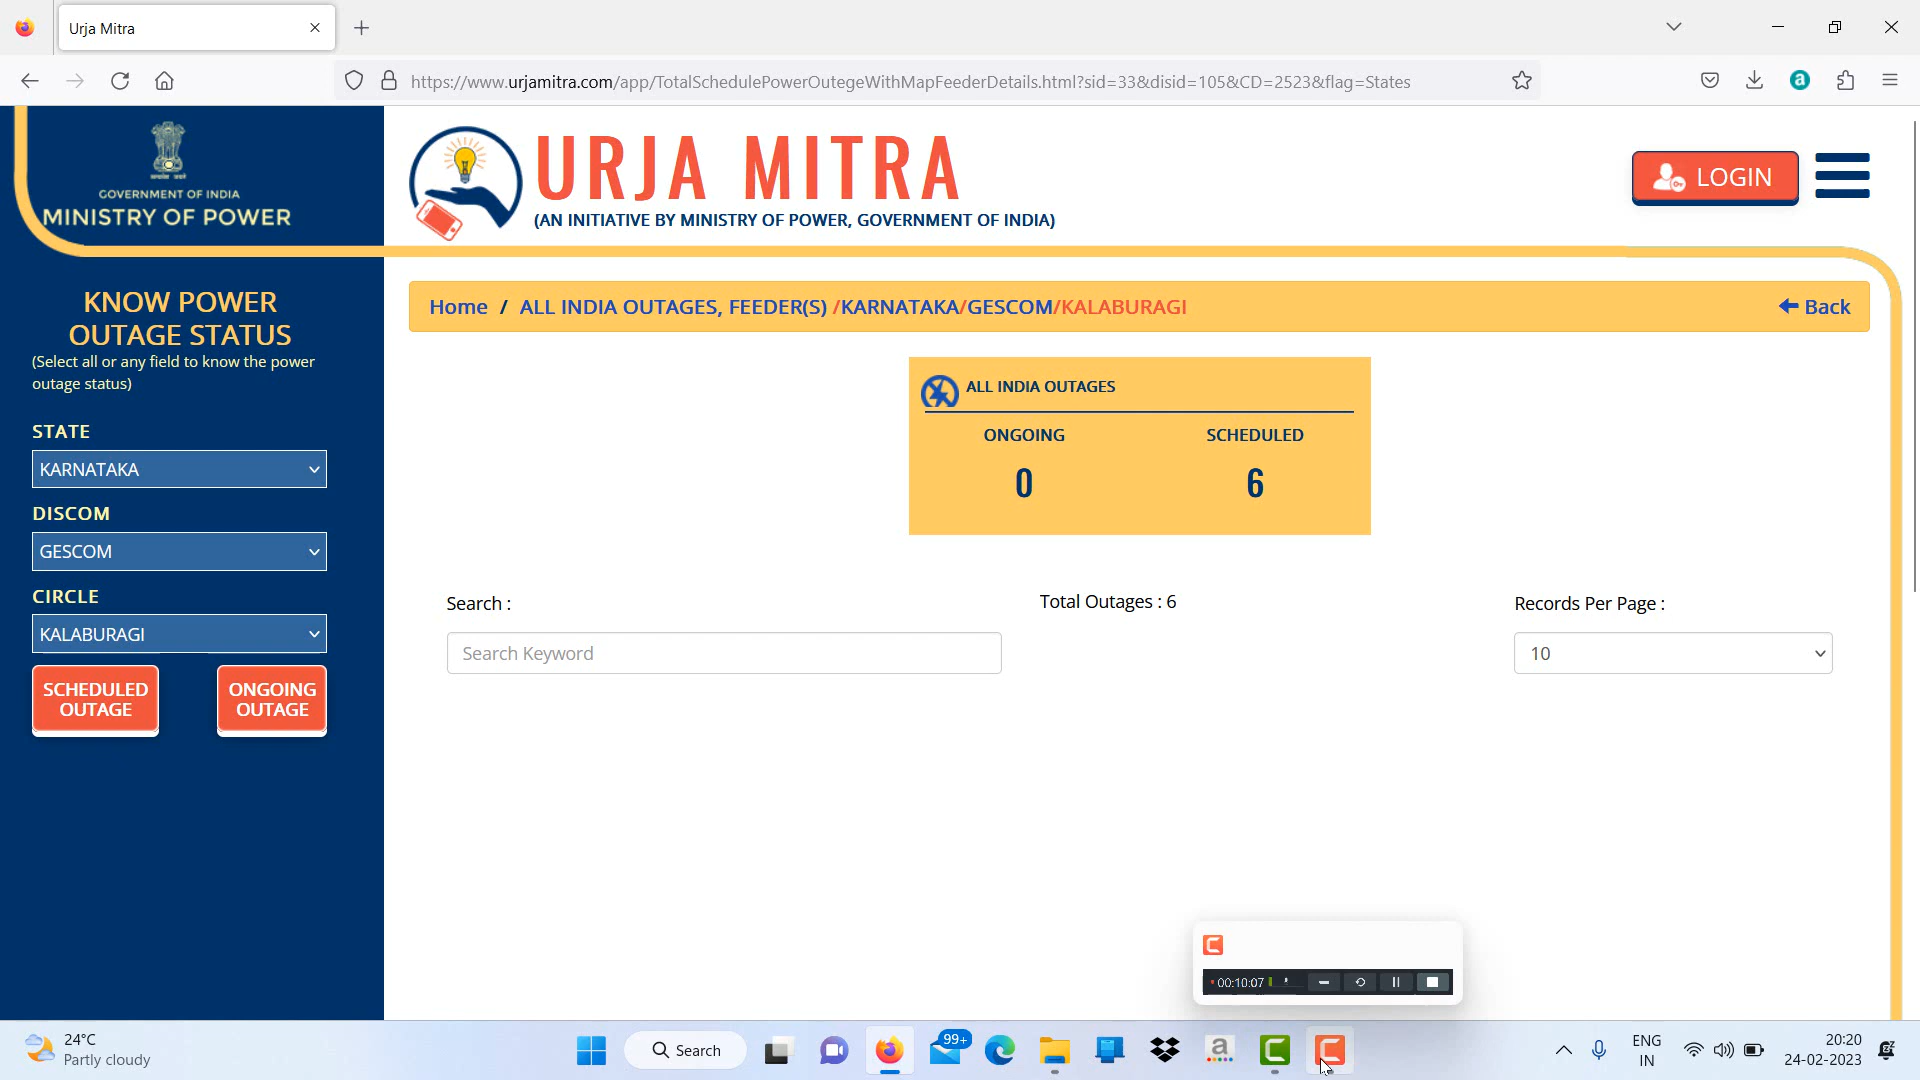 Urja Mitra
https://www.urjamitra.com/app/TotalSchedulePowerOutegeWithMapFeederDetails.html?sid=33&disid=105&CD=2523&flag=States
GOVERNMENT OF INDIA
MINISTRY OF POWER
URJA MITRA
(AN INITIATIVE BY MINISTRY OF POWER, GOVERNMENT OF INDIA)
LOGIN
KNOW POWER
OUTAGE STATUS
(Select all or any field to know the power
outage status)
STATE
KARNATAKA
DISCOM
GESCOM
CIRCLE
KALABURAGI
SCHEDULED
OUTAGE
ONGOING
OUTAGE
Home / ALL INDIA OUTAGES, FEEDER(S) /KARNATAKA/GESCOM/KALABURAGI
Back
ALL INDIA OUTAGES
ONGOING SCHEDULED
0 6
Search :
Search Keyword
Total Outages : 6
Records Per Page :
10
00:10:07
24°C
Partly cloudy
Search
99+
a
ENG
IN
20:20
24-02-2023